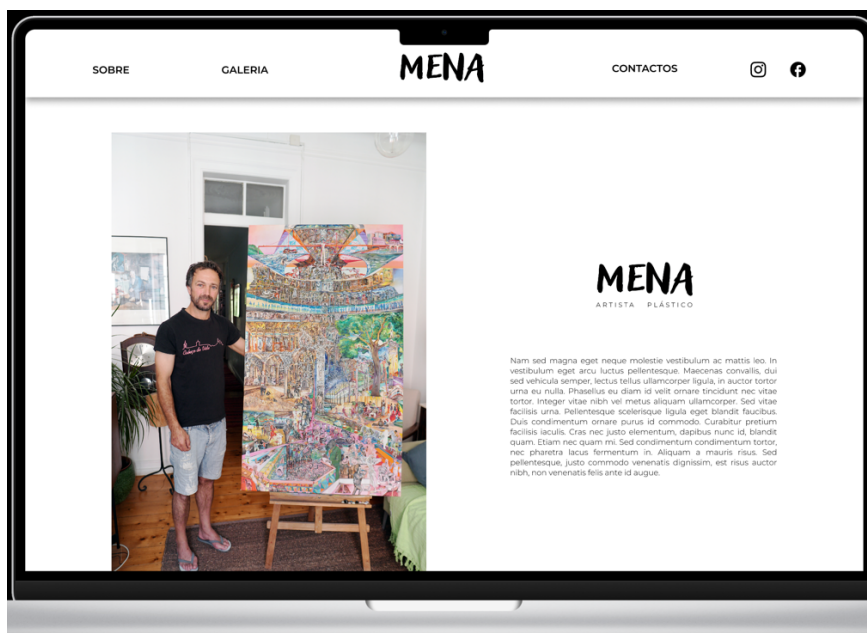 SOBRE
GALERIA
MENA
CONTACTOS
MENA
ARTISTA PLÁSTICO
Nam sed magna eget neque molestie vestibulum ac mattis leo. In
vestibulum eget arcu luctus pellentesque. Maecenas convallis, dui
sed vehicula semper, lectus tellus ullamcorper ligula, in auctor tortor
urna eu nulla. Phasellus eu diam id velit ornare tincidunt nec vitae
tortor. Integer vitae nibh vel metus aliquam ullamcorper. Sed vitae
facilisis urna. Pellentesque scelerisque ligula eget blandit faucibus.
Duis condimentum ornare purus id commodo. Curabitur pretium
facilisis iaculis. Cras nec justo elementum, dapibus nunc id, blandit
quam. Etiam nec quam mi. Sed condimentum condimentum tortor,
nec pharetra lacus fermentum in. Aliquam a mauris risus. Sed
pellentesque, justo commodo venenatis dignissim, est risus auctor
nibh, non venenatis felis ante id augue.